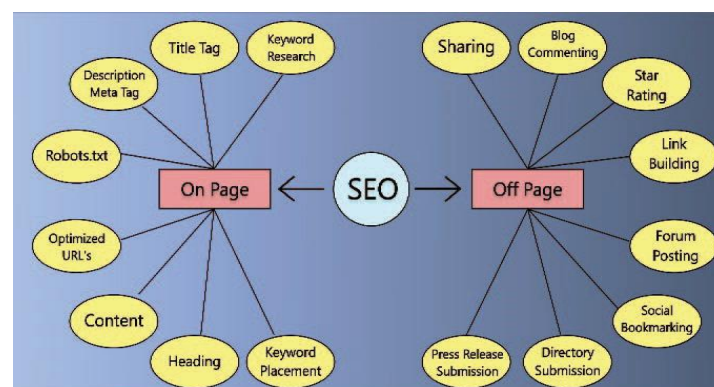 Title Tag
Keyword
Research
Description
Meta Tag
Robots.txt
On Page
Optimized
URL's
Content
Heading
Keyword
Placement
SEO
Sharing
Blog
Commenting
Star
Rating
Link
Building
Off Page
Forum
Posting
Social
Bookmarking
Directory
Submission
Press Release
Submission